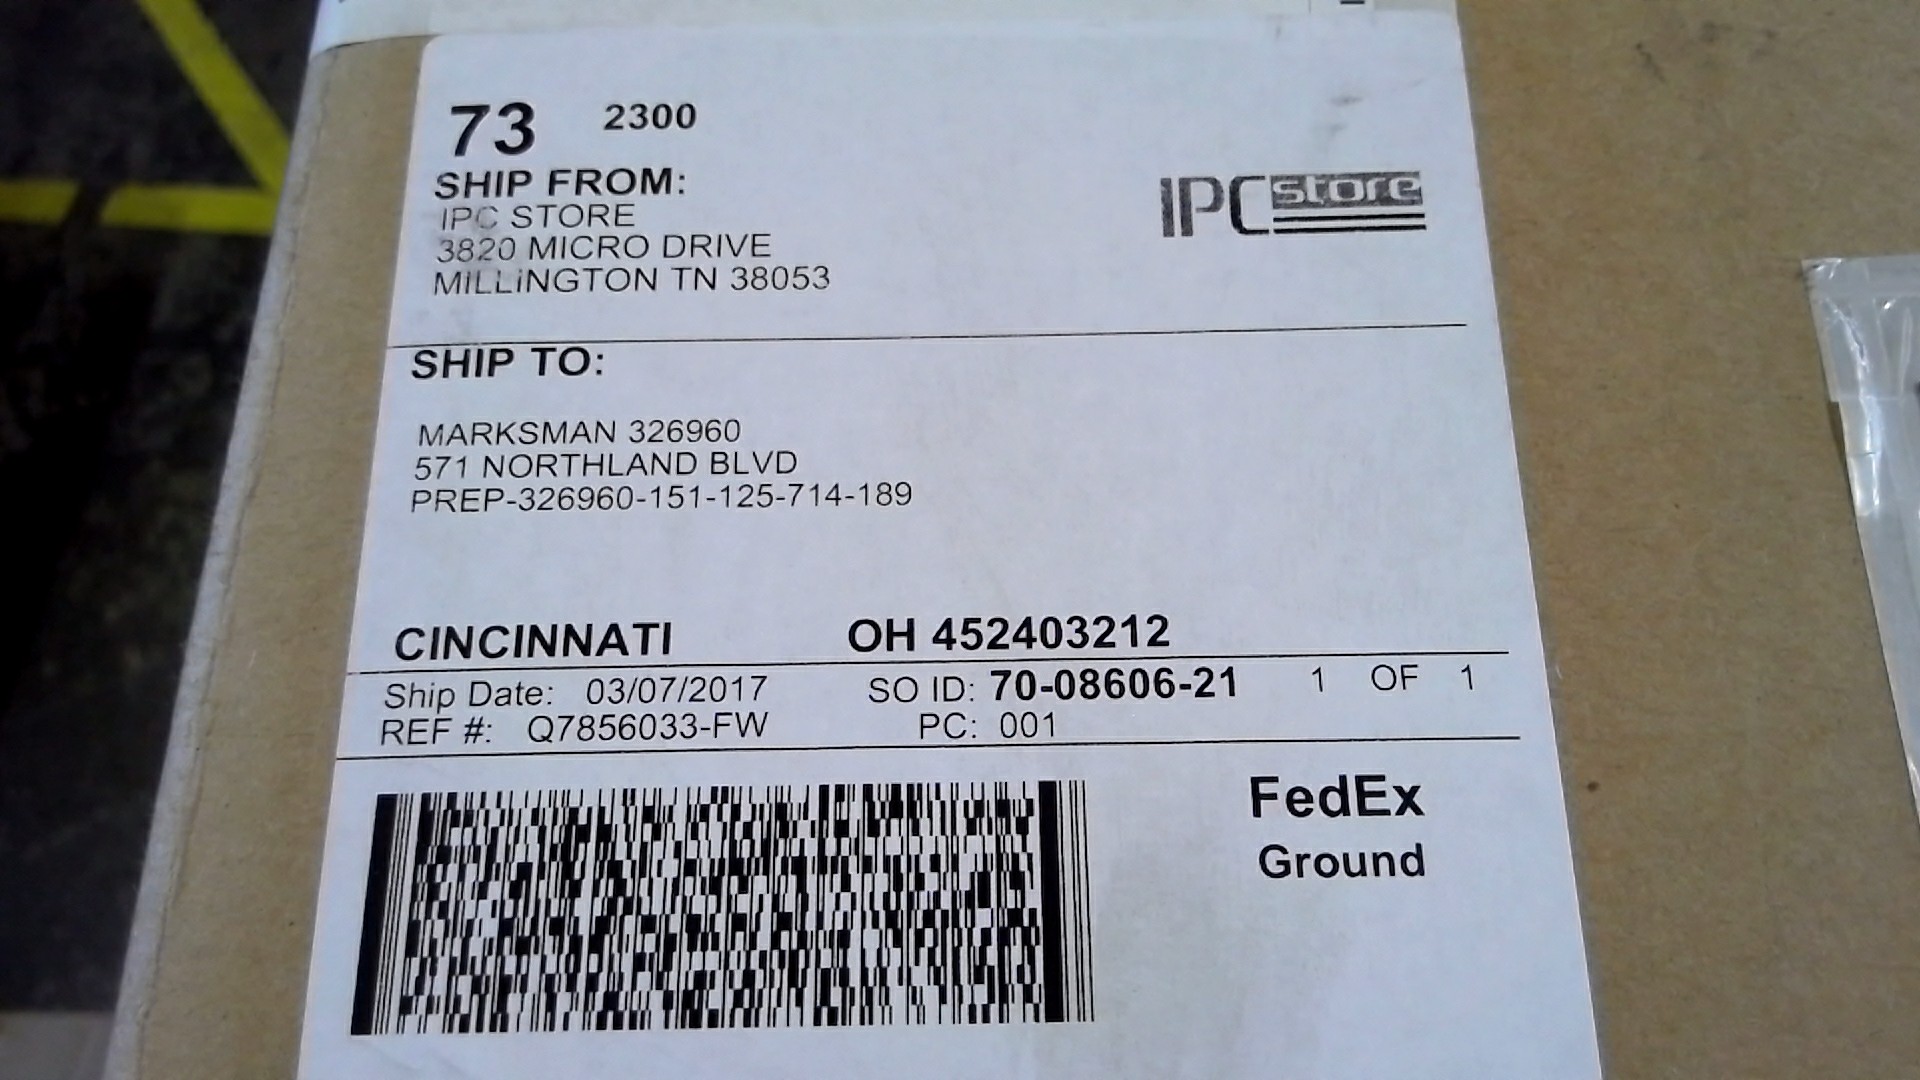 73 2300
SHIP FROM:
IPC STORE
3820 MICRO DRIVE
MILLINGTON TN 38053
IPC store
SHIP TO:
MARKSMAN 326960
571 NORTHLAND BLVD
PREP-326960-151-125-714-189
CINCINNATI OH 452403212
Ship Date: 03/07/2017 SO ID: 70-08606-21 1 OF 1
REF #: Q7856033-FW PC: 001
FedEx
Ground